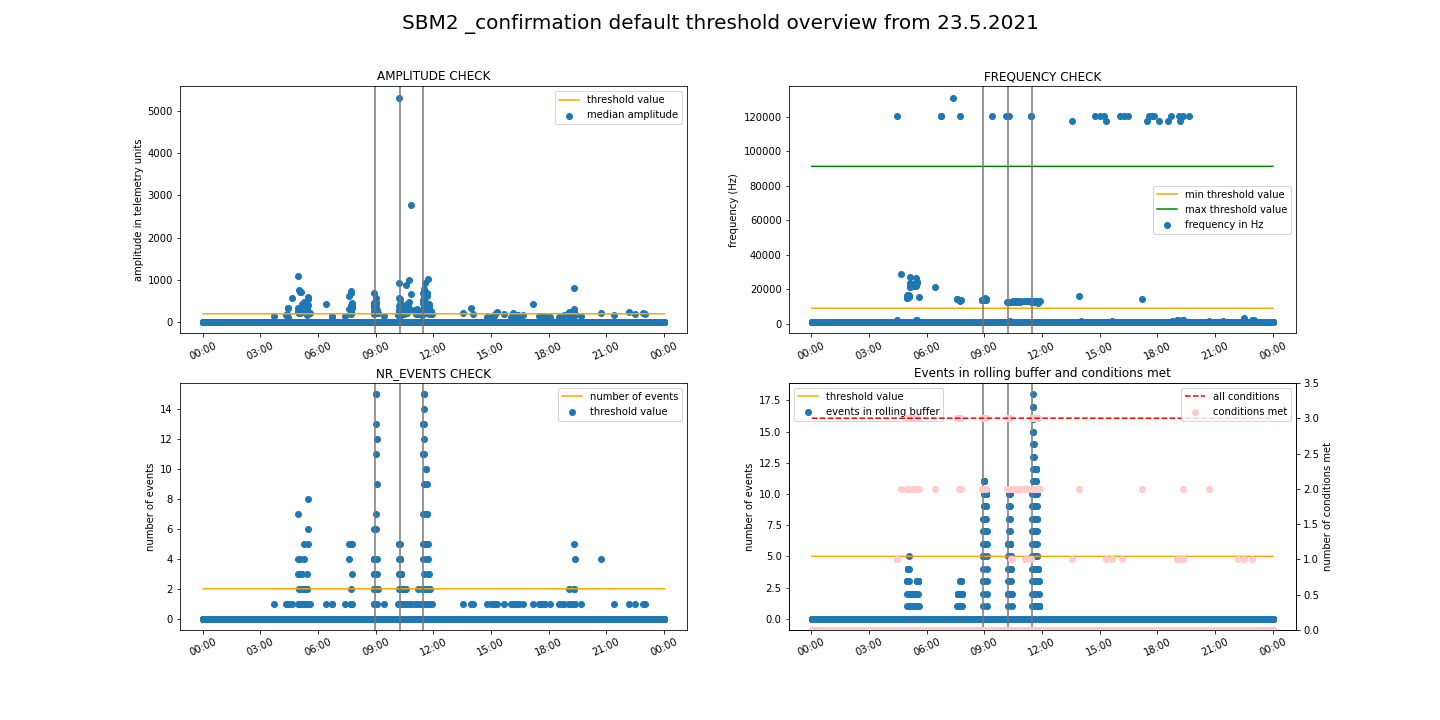 SBM2 _confirmation default threshold overview from 23.5.2021
AMPLITUDE CHECK
amplitude in telemetry units
5000
4000
3000
2000
1000
0
threshold value
median amplitude
00:00 03:00 06:00 09:00 12:00 15:00 18:00 21:00 00:00
FREQUENCY CHECK
frequency (Hz)
120000
100000
80000
60000
40000
20000
0
min threshold value
max threshold value
frequency in Hz
00:00 03:00 06:00 09:00 12:00 15:00 18:00 21:00 00:00
NR_EVENTS CHECK
number of events
14
12
10
8
6
4
2
0
number of events
threshold value
00:00 03:00 06:00 09:00 12:00 15:00 18:00 21:00 00:00
Events in rolling buffer and conditions met
number of events
17.5
15.0
12.5
10.0
7.5
5.0
2.5
0.0
threshold value
events in rolling buffer
all conditions
conditions met
3.5
3.0
2.5
2.0
1.5
1.0
0.5
0.0
number of conditions met
00:00 03:00 06:00 09:00 12:00 15:00 18:00 21:00 00:00